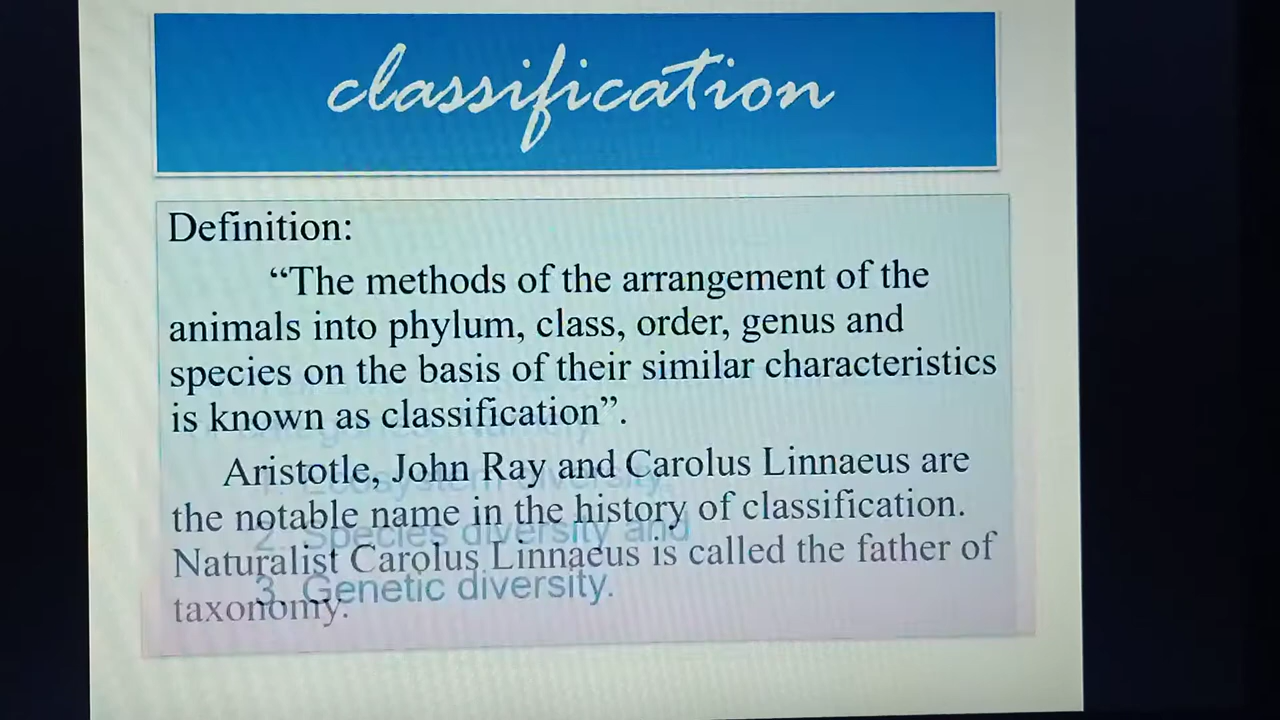 classification
Definition:
“The methods of the arrangement of the
animals into phylum, class, order, genus and
species on the basis of their similar characteristics
is known as classification”.
Aristotle, John Ray and Carolus Linnaeus are
the notable name in the history of classification.
Naturalist Carolus Linnaeus is called the father of
taxonomy.
1. Ecosystem diversity
2. Species diversity and
3. Genetic diversity.